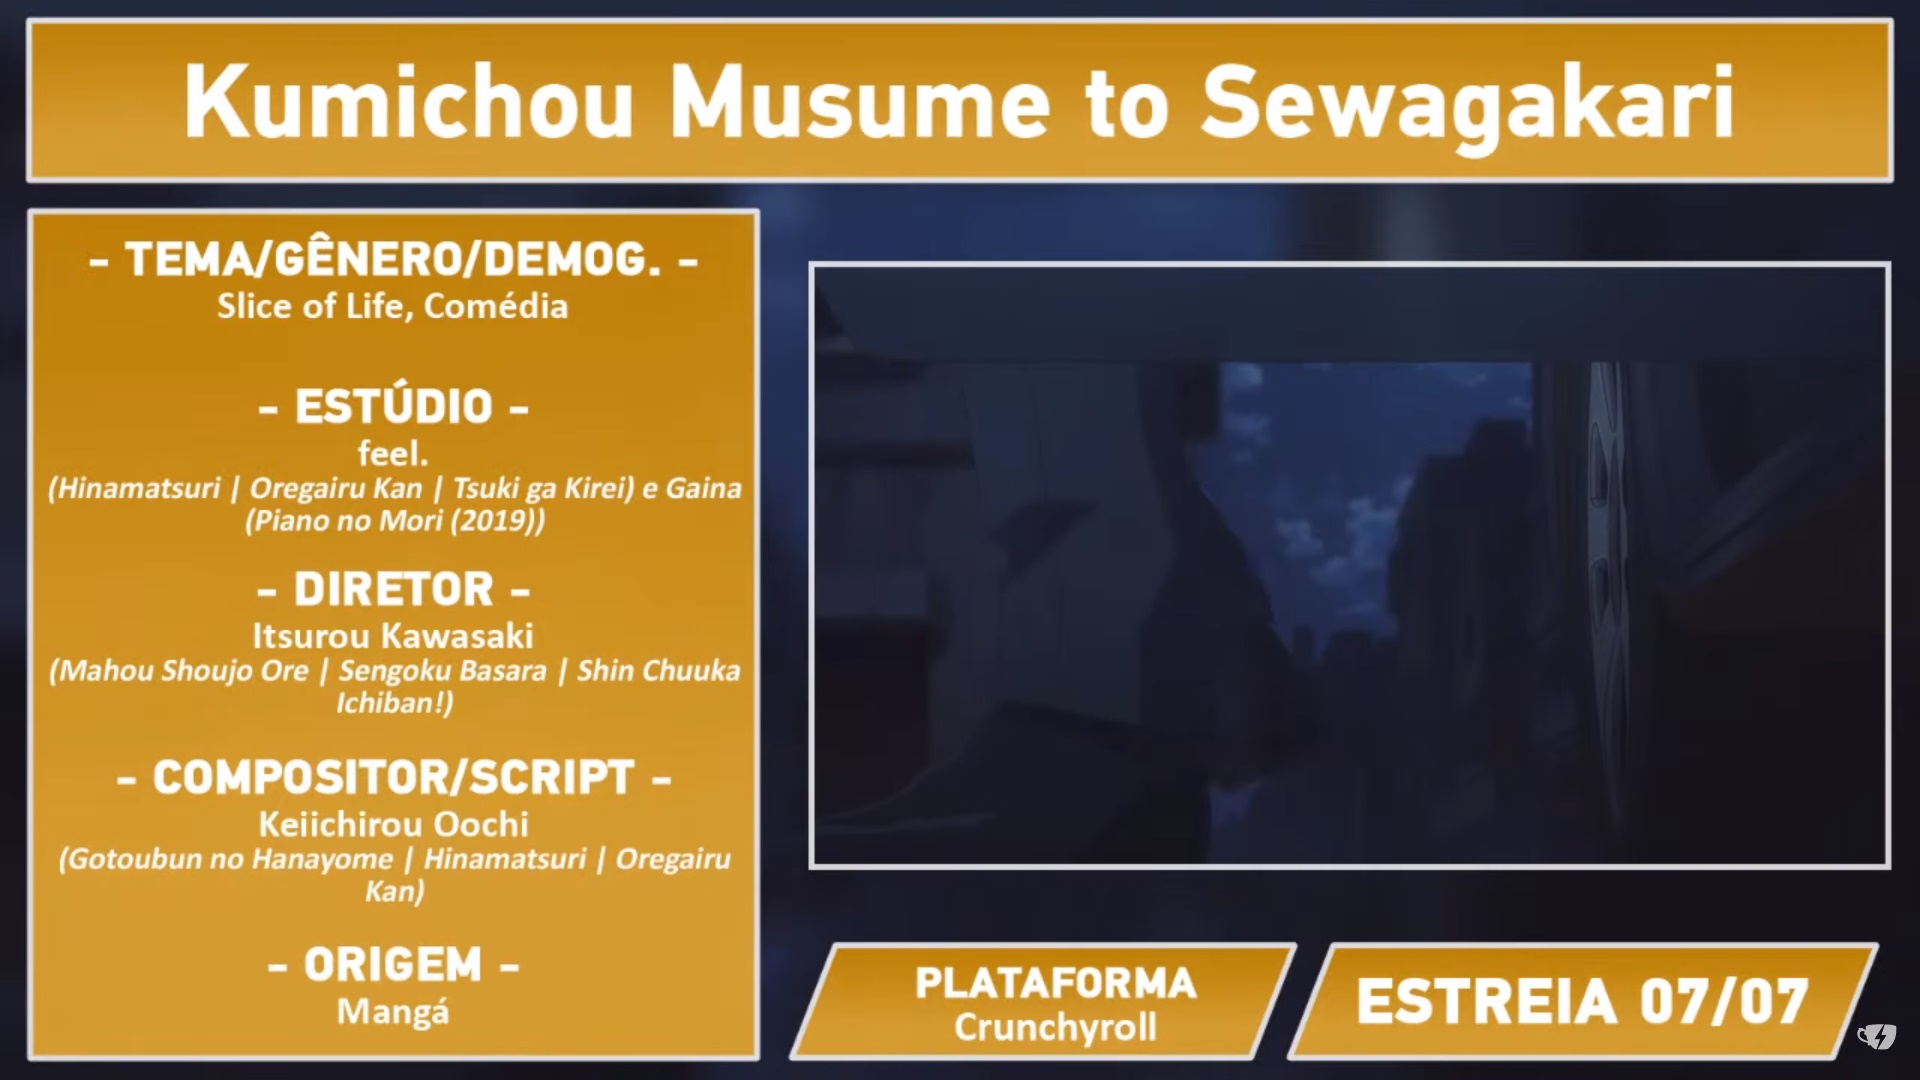 Kumichou Musume to Sewagakari
- TEMA/GÊNERO/DEMOG. -
Slice of Life, Comédia
- ESTÚDIO -
feel.
(Hinamatsuri | Oregairu Kan | Tsuki ga Kirei) e Gaina
(Piano no Mori (2019))
- DIRETOR -
Itsurou Kawasaki
(Mahou Shoujo Ore | Sengoku Basara | Shin Chuuka
Ichiban!)
- COMPOSITOR/SCRIPT -
Keiichirou Oochi
(Gotoubun no Hanayome | Hinamatsuri | Oregairu
Kan)
- ORIGEM -
Mangá
PLATAFORMA
Crunchyroll
ESTREIA 07/07